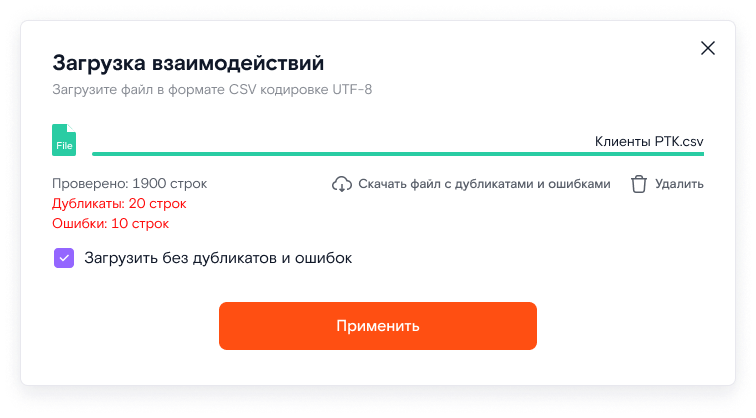 Загрузка взаимодействий
Загрузите файл в формате CSV кодировке UTF-8
File
Клиенты РТК.csv
Проверено: 1900 строк
Скачать файл с дубликатами и ошибками
Удалить
Дубликаты: 20 строк
Ошибки: 10 строк
Загрузить без дубликатов и ошибок
Применить